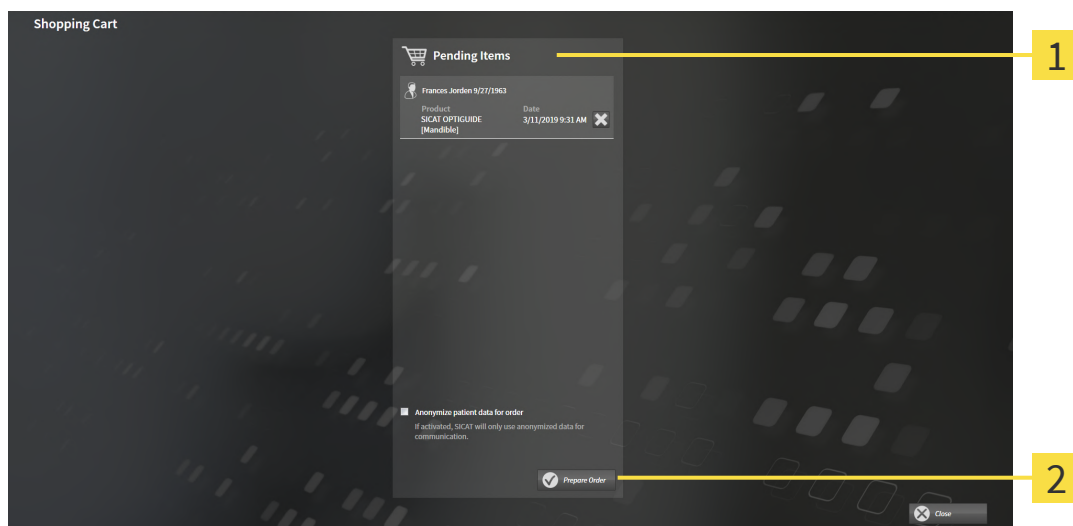 Shopping Cart
Pending Items
1
Frances Jorden 9/27/1963
Product Date
SICAT OPTIGUIDE 3/11/2019 9:31 AM
[Mandible]
Anonymize patient data for order
If activated, SICAT will only use anonymized data for
communication.
Prepare Order
2
Close